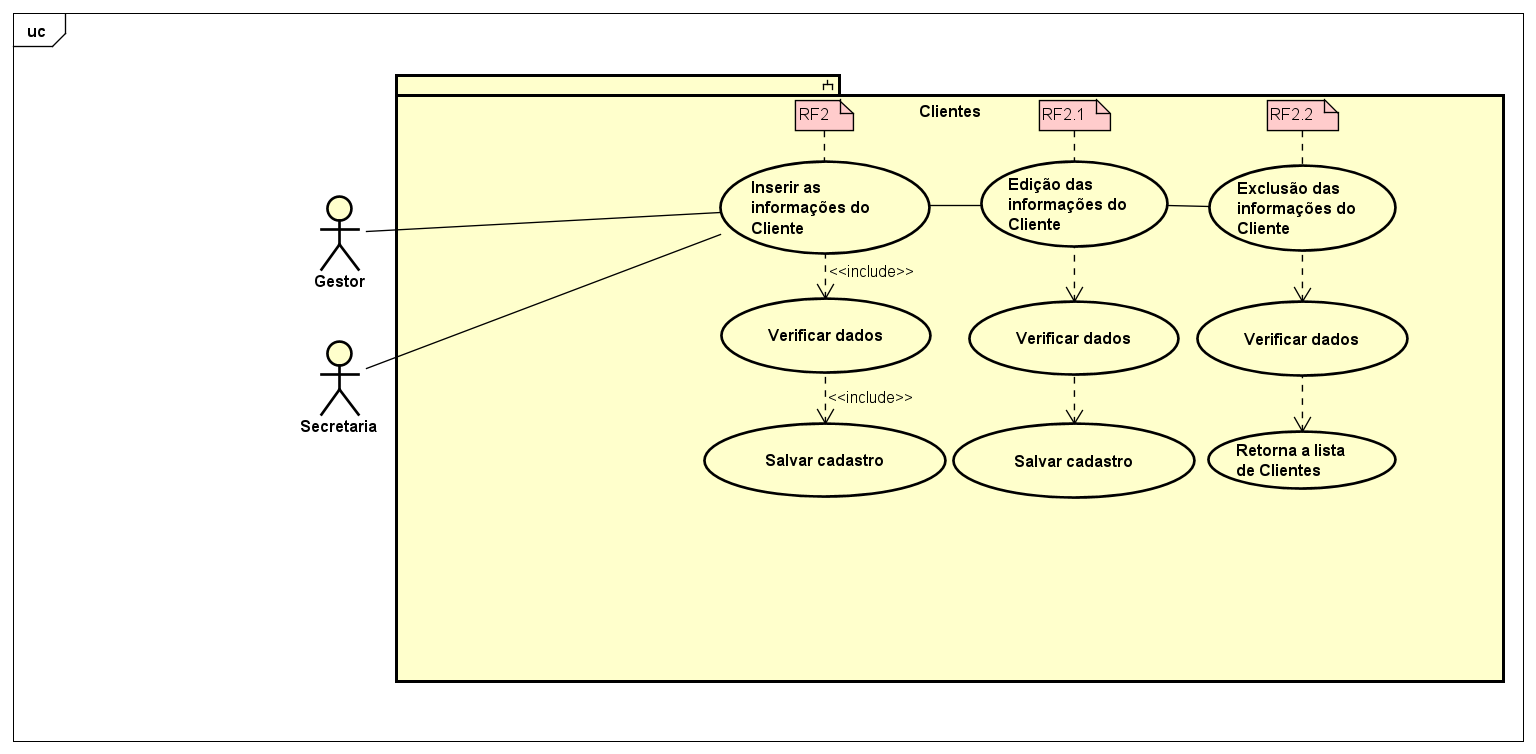 uc
RF2
Clientes
RF2.1
RF2.2
Inserir as
informações do
Cliente
Edição das
informações do
Cliente
Exclusão das
informações do
Cliente
Gestor
<<include>>
Verificar dados
Verificar dados
Verificar dados
Secretaria
<<include>>
Salvar cadastro
Salvar cadastro
Retorna a lista
de Clientes